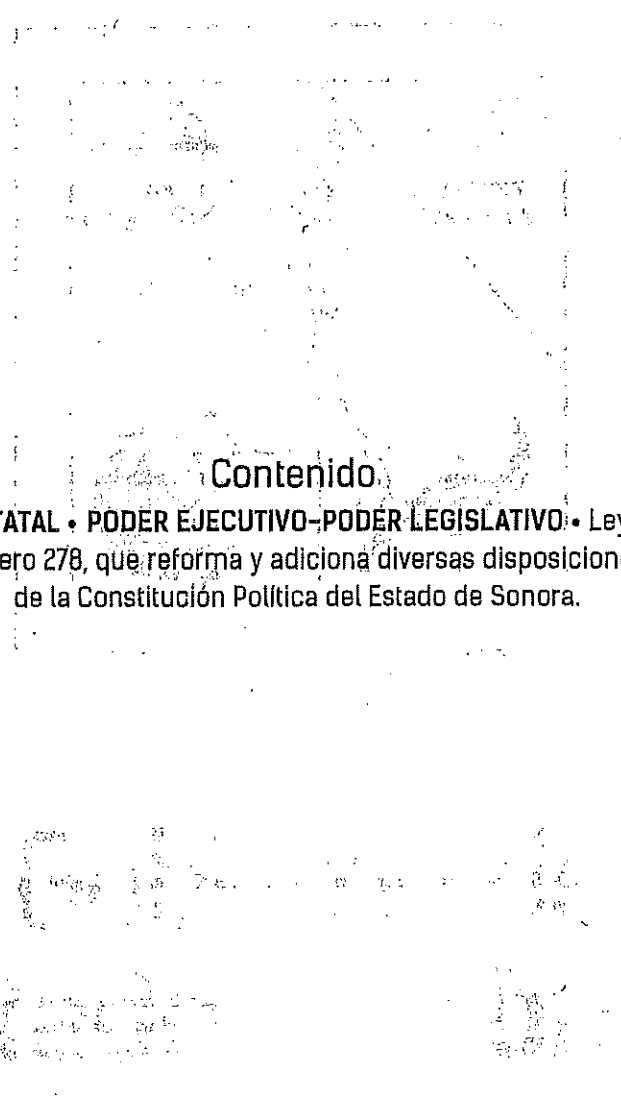 Contenido
TATAL • PODER EJECUTIVO-PODER LEGISLATIVO • Ley
ero 278, que reforma y adiciona diversas disposicion
de la Constitución Política del Estado de Sonora.